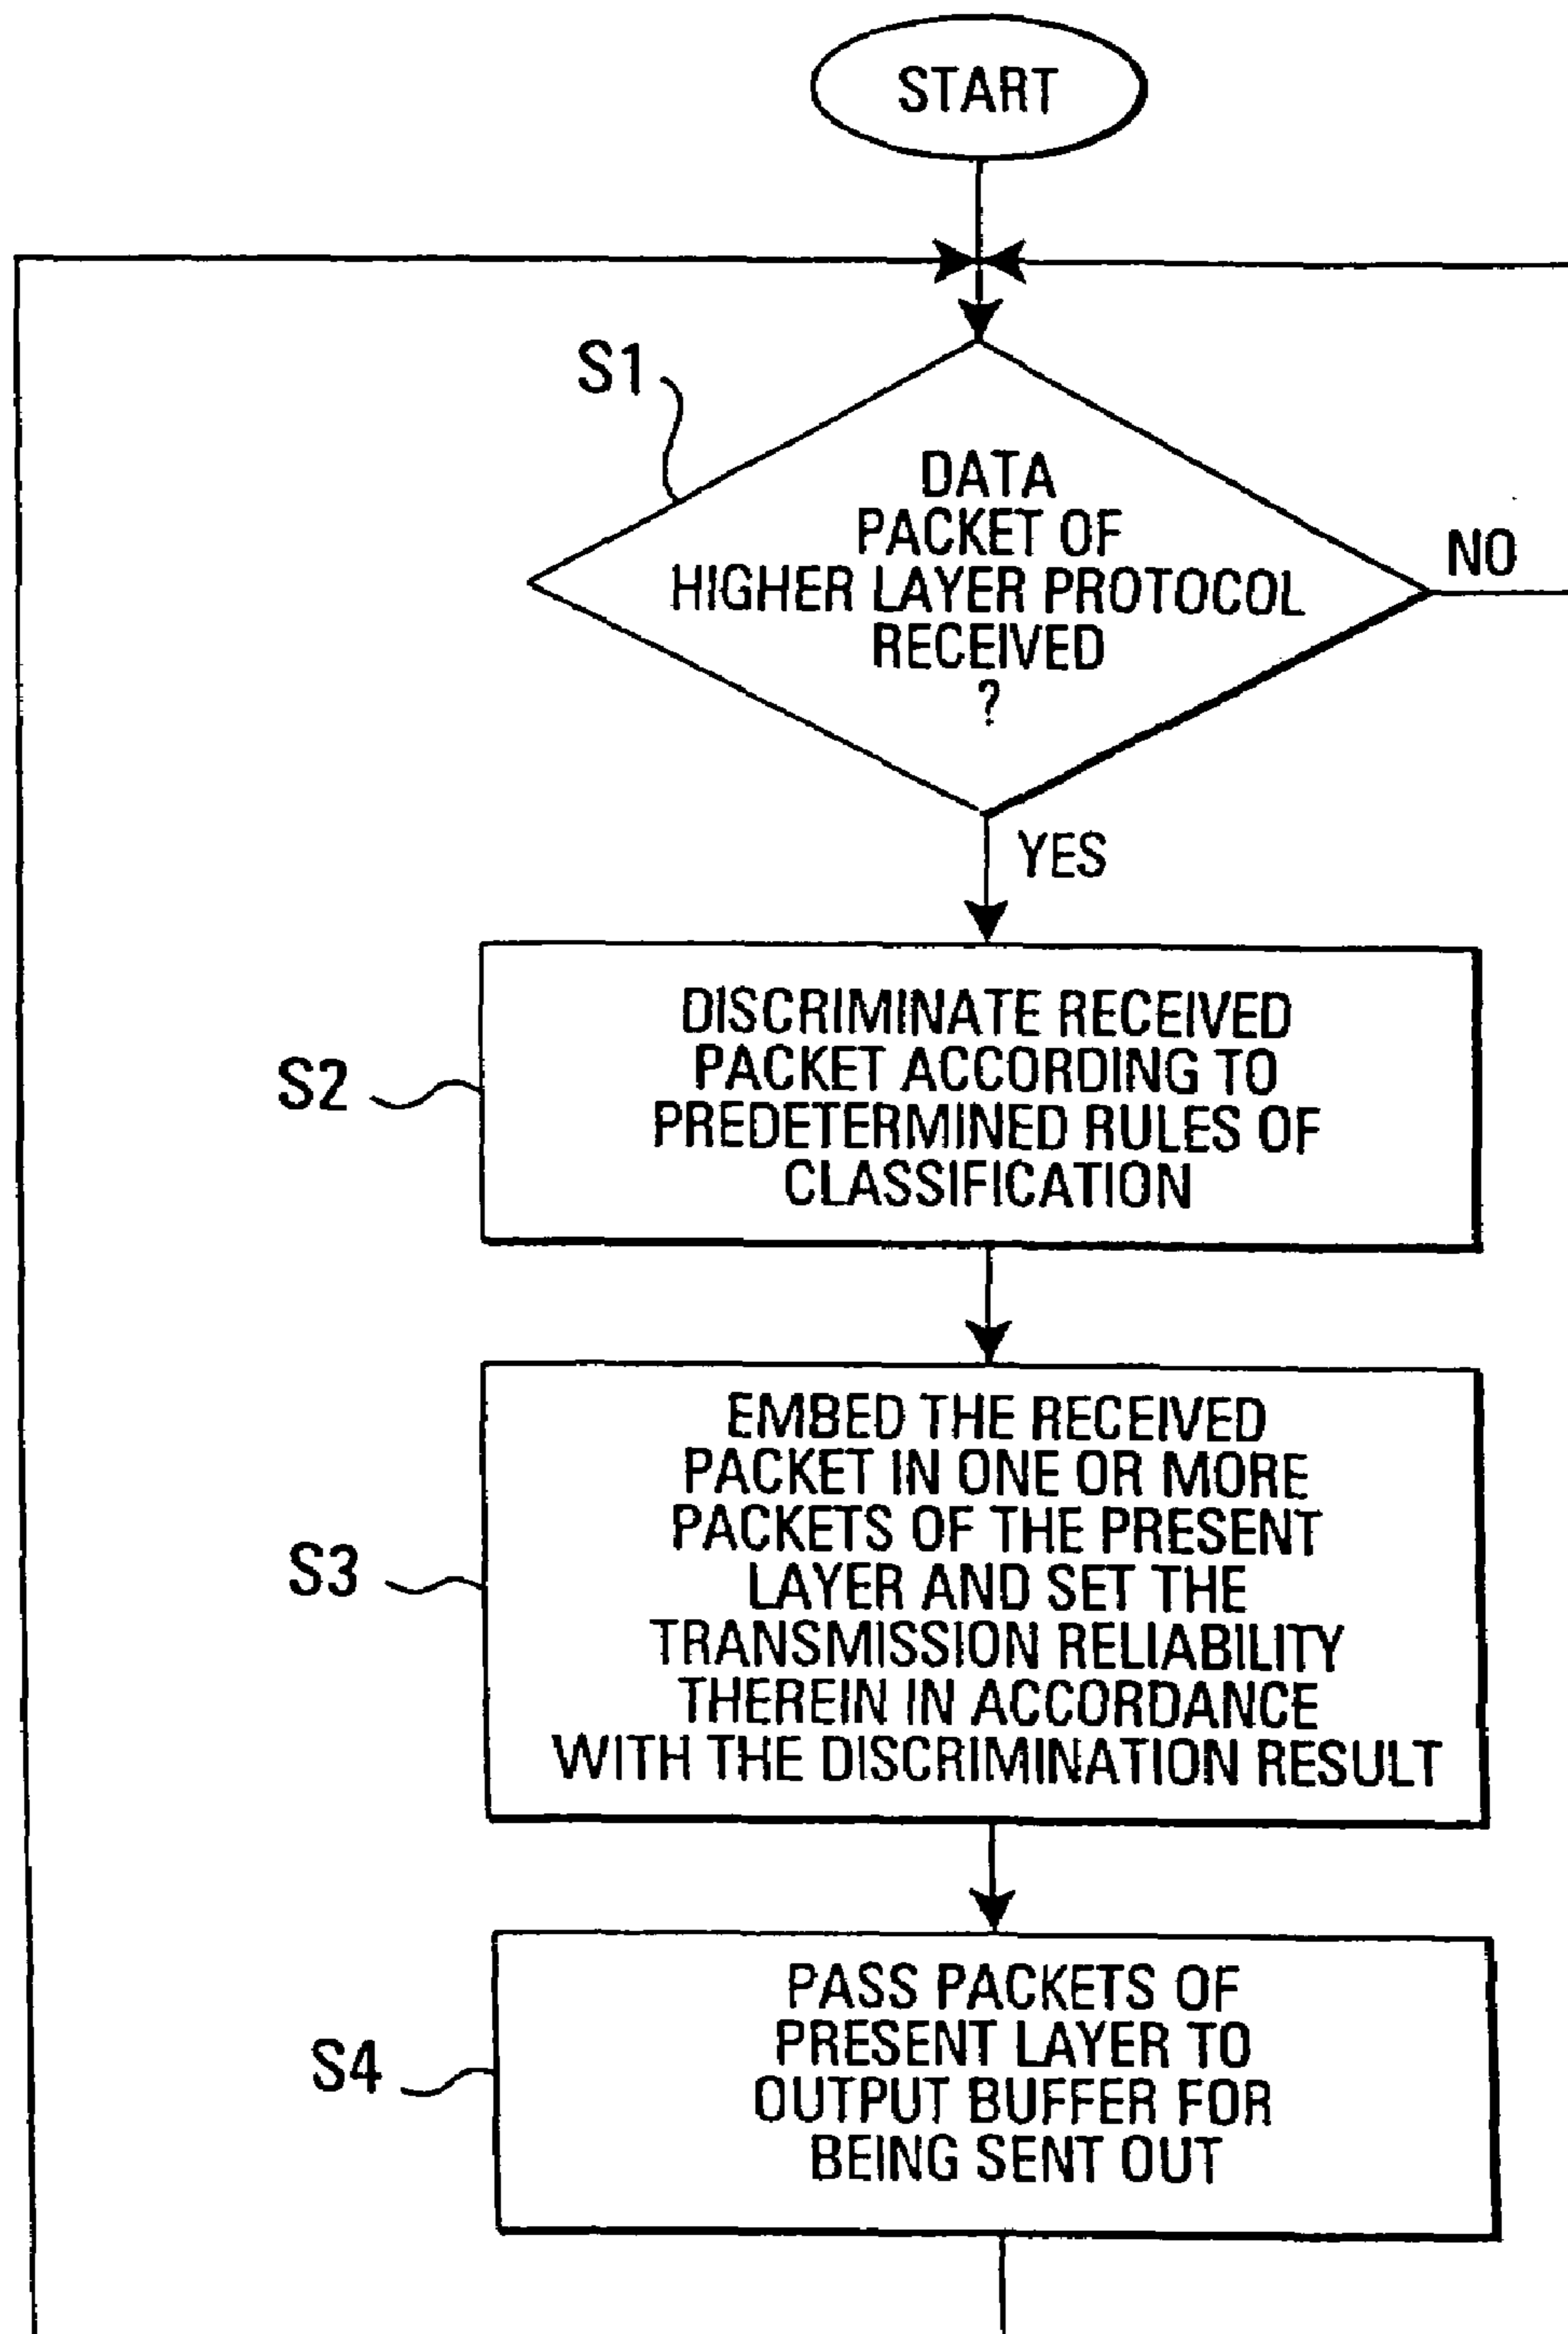 START
S1
DATA
PACKET OF
HIGHER LAYER PROTOCOL
RECEIVED
?
NO
YES
S2
DISCRIMINATE RECEIVED
PACKET ACCORDING TO
PREDETERMINED RULES OF
CLASSIFICATION
S3
EMBED THE RECEIVED
PACKET IN ONE OR MORE
PACKETS OF THE PRESENT
LAYER AND SET THE
TRANSMISSION RELIABILITY
THEREIN IN ACCORDANCE
WITH THE DISCRIMINATION RESULT
S4
PASS PACKETS OF
PRESENT LAYER TO
OUTPUT BUFFER FOR
BEING SENT OUT